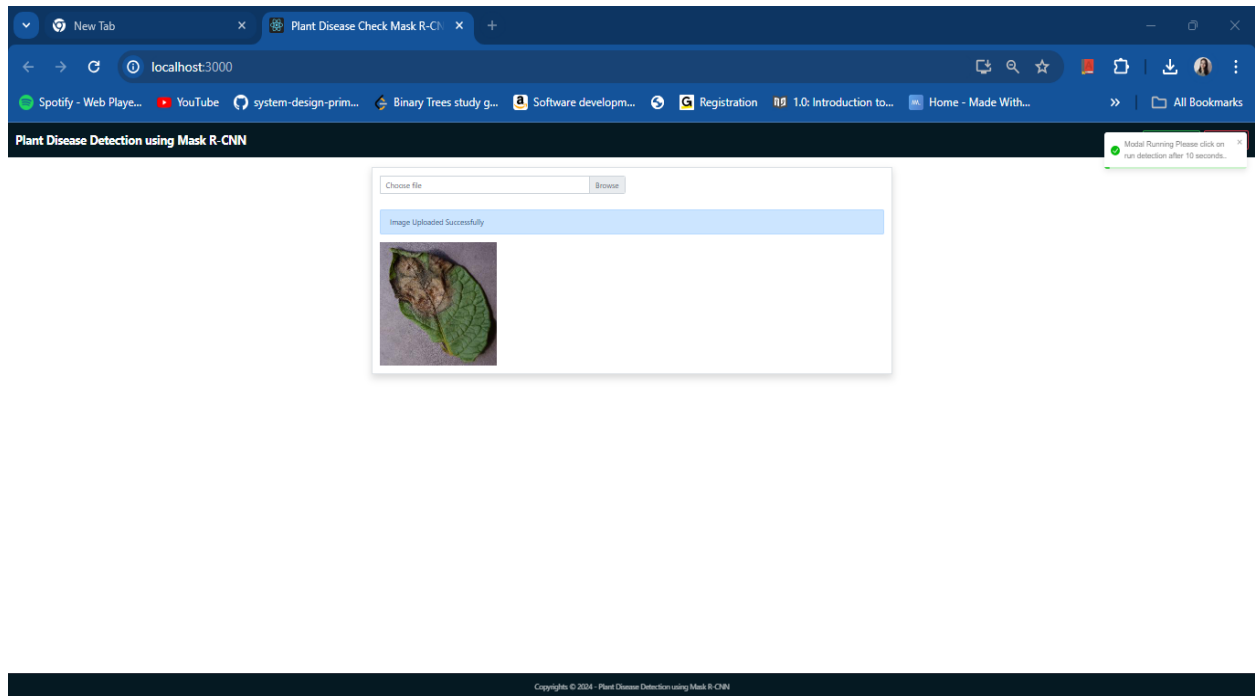 New Tab
Plant Disease Check Mask R-CN
localhost:3000
Spotify - Web Playe... YouTube system-design-prim... Binary Trees study g... Software developm... Registration 1.0: Introduction to... Home - Made With... » All Bookmarks
Plant Disease Detection using Mask R-CNN
Modal Running Please click on
run detection after 10 seconds..
Choose file Browse
Image Uploaded Successfully
Copyrights © 2024 - Plant Disease Detection using Mask R-CNN